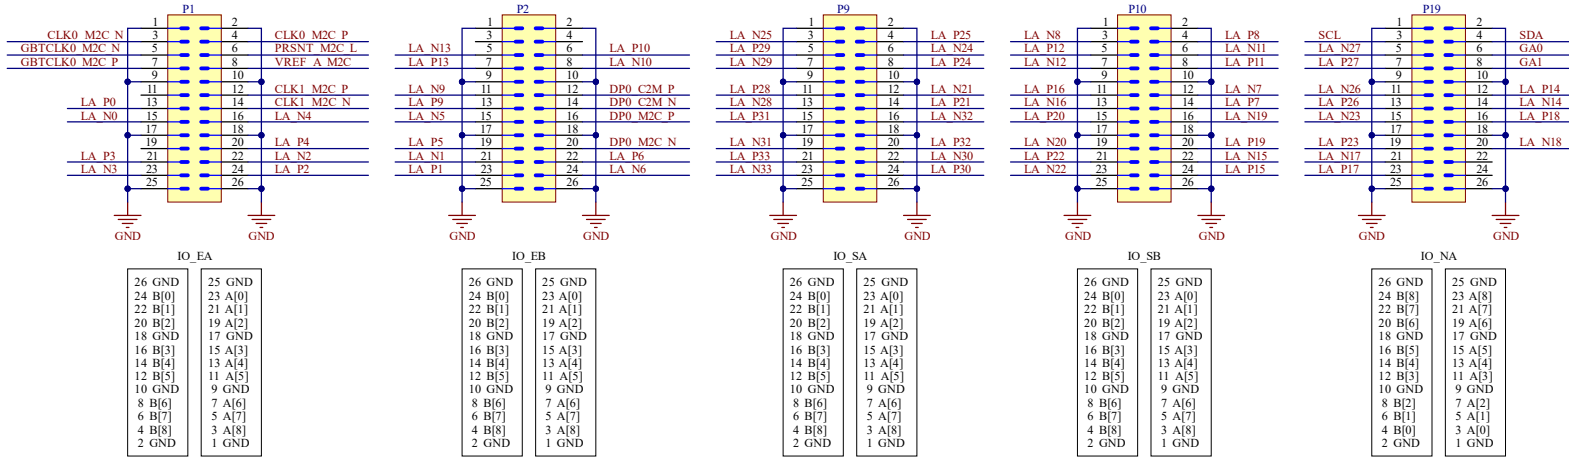 P1
1 2
CLK0_M2C_N 3 4 CLK0_M2C_P
GBTCLK0_M2C_N 5 6 PRSNT_M2C_L
GBTCLK0_M2C_P 7 8 VREF_A_M2C
9 10
11 12 CLK1_M2C_P
LA_P0 13 14 CLK1_M2C_N
LA_N0 15 16 LA_N4
17 18
19 20 LA_P4
LA_P3 21 22 LA_N2
LA_N3 23 24 LA_P2
25 26
GND GND
P2
1 2
3 4
LA_N13 5 6 LA_P10
LA_P13 7 8 LA_N10
9 10
LA_N9 11 12 DP0_C2M_P
LA_P9 13 14 DP0_C2M_N
LA_N5 15 16 DP0_M2C_P
17 18
LA_P5 19 20 DP0_M2C_N
LA_N1 21 22 LA_P6
LA_P1 23 24 LA_N6
25 26
GND GND
P9
1 2
LA_N25 3 4 LA_P25
LA_P29 5 6 LA_N24
LA_N29 7 8 LA_P24
9 10
LA_P28 11 12 LA_N21
LA_N28 13 14 LA_P21
LA_P31 15 16 LA_N32
17 18
LA_N31 19 20 LA_P32
LA_P33 21 22 LA_N30
LA_N33 23 24 LA_P30
25 26
GND GND
P10
1 2
LA_N8 3 4 LA_P8
LA_P12 5 6 LA_N11
LA_N12 7 8 LA_P11
9 10
LA_P16 11 12 LA_N7
LA_N16 13 14 LA_P7
LA_P20 15 16 LA_N19
17 18
LA_N20 19 20 LA_P19
LA_P22 21 22 LA_N15
LA_N22 23 24 LA_P15
25 26
GND GND
P19
1 2
SCL 3 4 SDA
LA_N27 5 6 GA0
LA_P27 7 8 GA1
9 10
LA_N26 11 12 LA_P14
LA_P26 13 14 LA_N14
LA_N23 15 16 LA_P18
17 18
LA_P23 19 20 LA_N18
LA_N17 21 22
LA_P17 23 24
25 26
GND GND
IO_EA
26 GND 25 GND
24 B[0] 23 A[0]
22 B[1] 21 A[1]
20 B[2] 19 A[2]
18 GND 17 GND
16 B[3] 15 A[3]
14 B[4] 13 A[4]
12 B[5] 11 A[5]
10 GND 9 GND
8 B[6] 7 A[6]
6 B[7] 5 A[7]
4 B[8] 3 A[8]
2 GND 1 GND
IO_EB
26 GND 25 GND
24 B[0] 23 A[0]
22 B[1] 21 A[1]
20 B[2] 19 A[2]
18 GND 17 GND
16 B[3] 15 A[3]
14 B[4] 13 A[4]
12 B[5] 11 A[5]
10 GND 9 GND
8 B[6] 7 A[6]
6 B[7] 5 A[7]
4 B[8] 3 A[8]
2 GND 1 GND
IO_SA
26 GND 25 GND
24 B[0] 23 A[0]
22 B[1] 21 A[1]
20 B[2] 19 A[2]
18 GND 17 GND
16 B[3] 15 A[3]
14 B[4] 13 A[4]
12 B[5] 11 A[5]
10 GND 9 GND
8 B[6] 7 A[6]
6 B[7] 5 A[7]
4 B[8] 3 A[8]
2 GND 1 GND
IO_SB
26 GND 25 GND
24 B[0] 23 A[0]
22 B[1] 21 A[1]
20 B[2] 19 A[2]
18 GND 17 GND
16 B[3] 15 A[3]
14 B[4] 13 A[4]
12 B[5] 11 A[5]
10 GND 9 GND
8 B[6] 7 A[6]
6 B[7] 5 A[7]
4 B[8] 3 A[8]
2 GND 1 GND
IO_NA
26 GND 25 GND
24 B[8] 23 A[8]
22 B[7] 21 A[7]
20 B[6] 19 A[6]
18 GND 17 GND
16 B[5] 15 A[5]
14 B[4] 13 A[4]
12 B[3] 11 A[3]
10 GND 9 GND
8 B[2] 7 A[2]
6 B[1] 5 A[1]
4 B[0] 3 A[0]
2 GND 1 GND